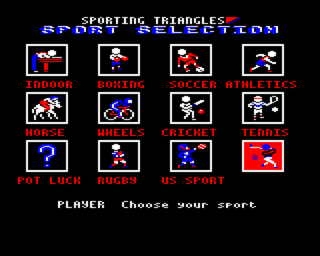 SPORTING TRIANGLES
SPORT SELECTION
INDOOR BOXING SOCCER ATHLETICS
HORSE WHEELS CRICKET TENNIS
?
POT LUCK RUGBY US SPORT
PLAYER Choose your sport